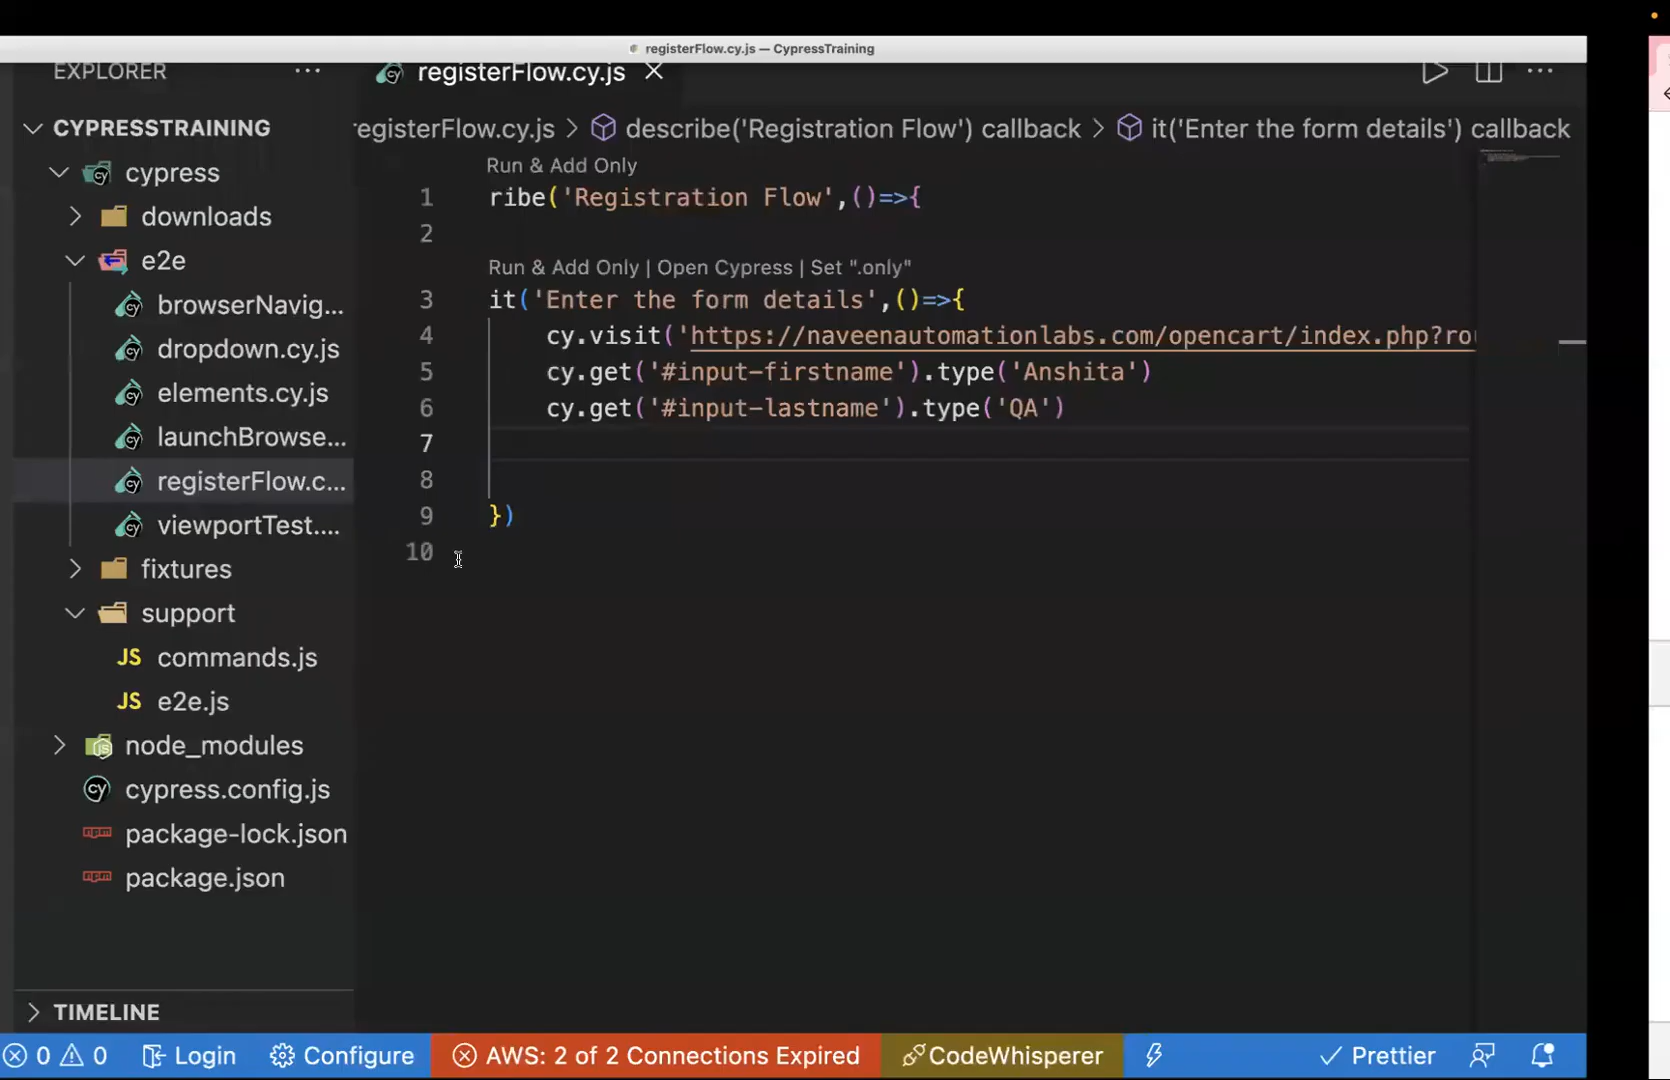 registerFlow.cy.js — CypressTraining
EXPLORER
registerFlow.cy.js
CYPRESSTRAINING
egisterFlow.cy.js > describe('Registration Flow') callback > it('Enter the form details') callback
cypress
downloads
e2e
browserNavig...
dropdown.cy.js
elements.cy.js
launchBrowse...
registerFlow.c...
viewportTest....
fixtures
support
JS commands.js
JS e2e.js
node_modules
cypress.config.js
package-lock.json
package.json
TIMELINE
Run & Add Only
1 ribe('Registration Flow',()=>{
2
Run & Add Only | Open Cypress | Set ".only"
3 it('Enter the form details',()=>{
4 cy.visit('https://naveenautomationlabs.com/opencart/index.php?rou
5 cy.get('#input-firstname').type('Anshita')
6 cy.get('#input-lastname').type('QA')
7
8
9 })
10
0 0 Login Configure AWS: 2 of 2 Connections Expired CodeWhisperer Prettier